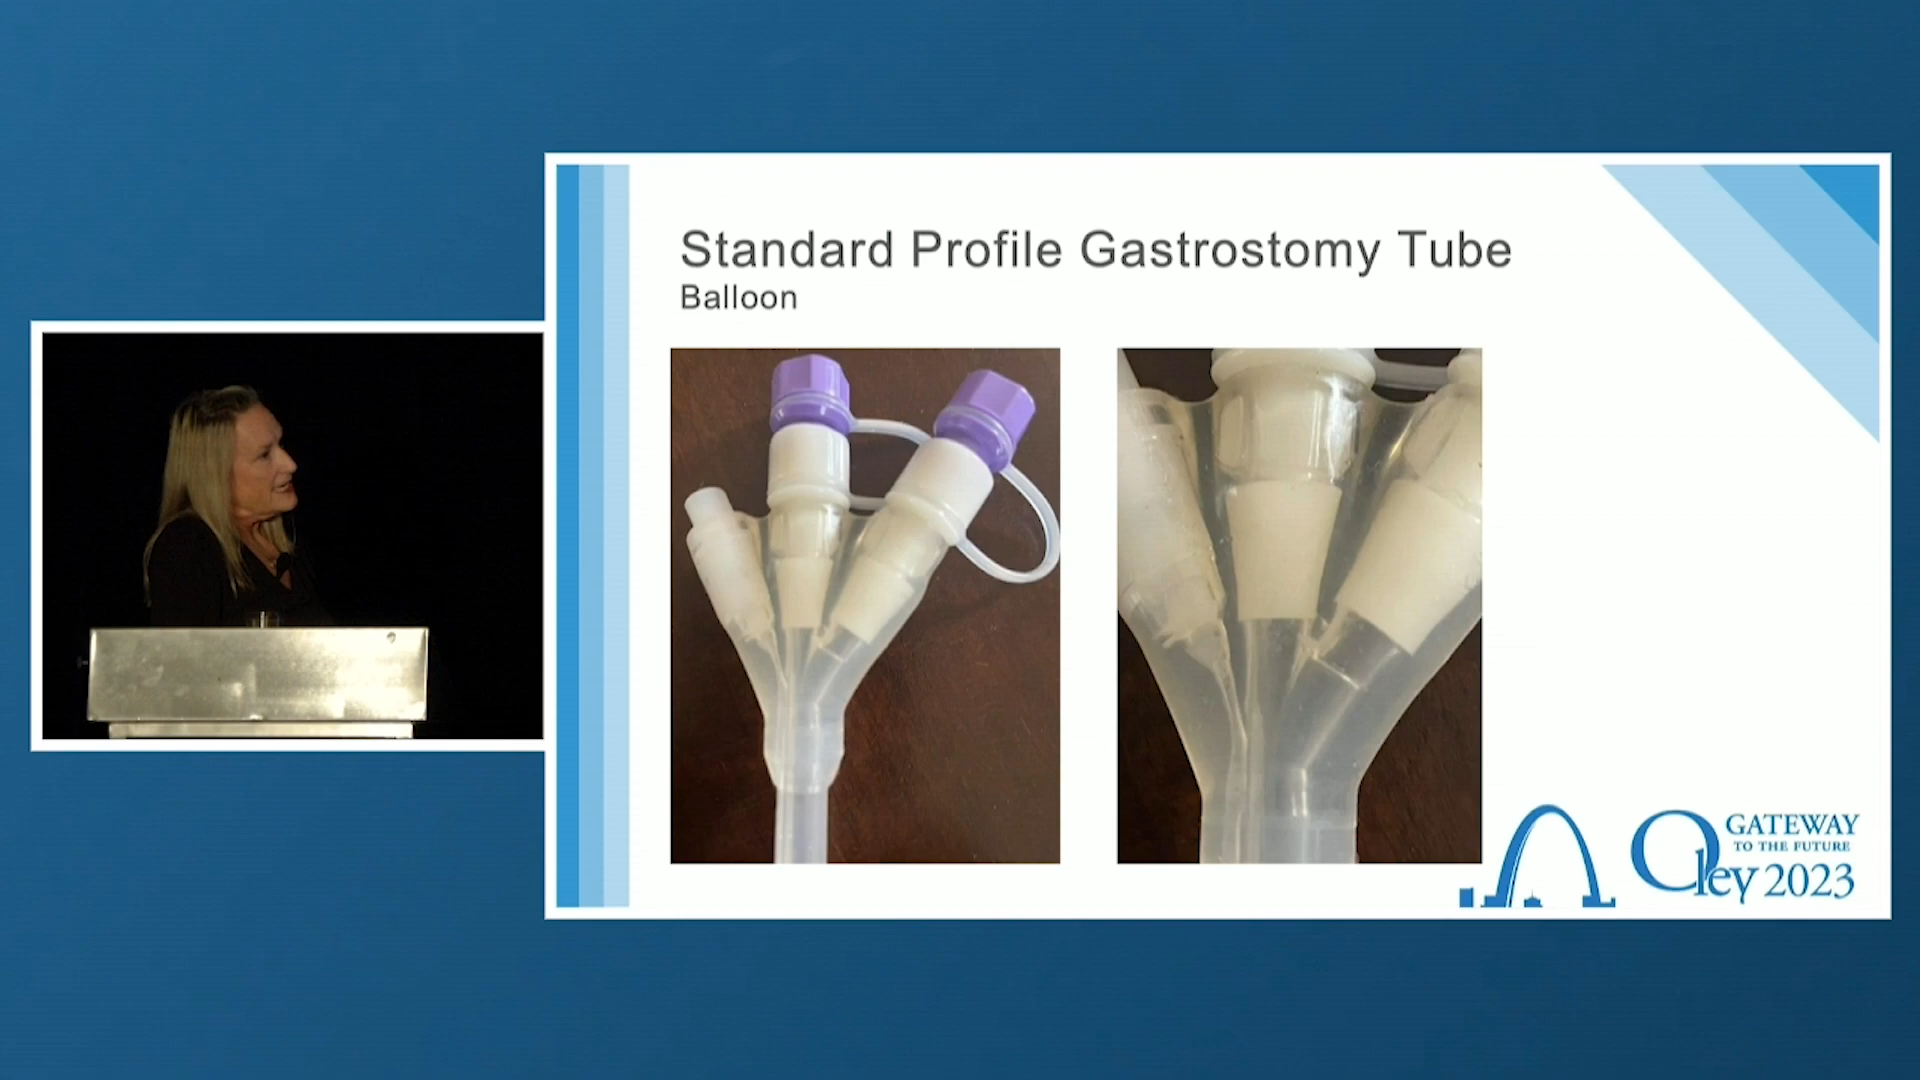 Standard Profile Gastrostomy Tube
Balloon
GATEWAY
TO THE FUTURE
Oley 2023